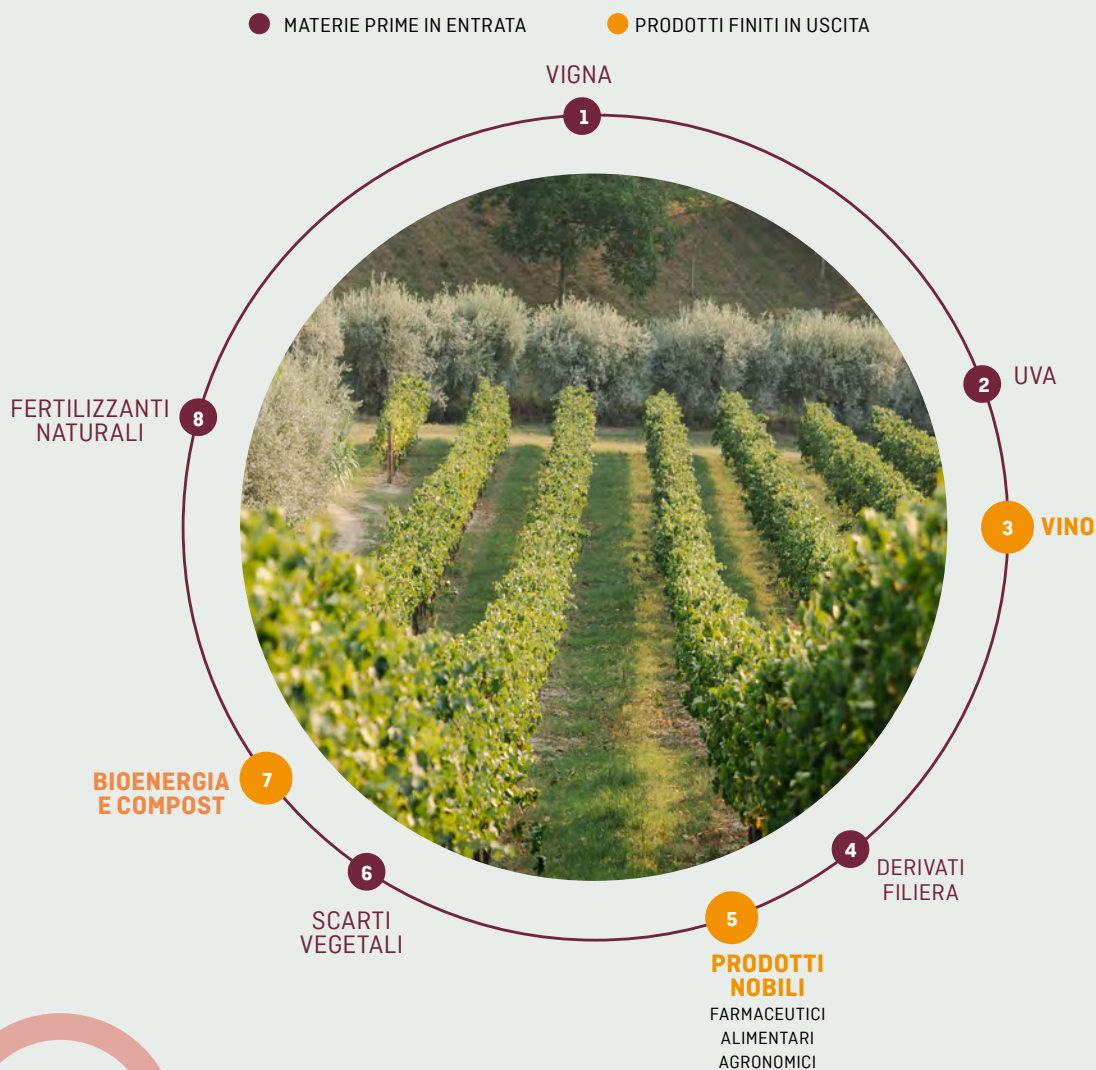 MATERIE PRIME IN ENTRATA
PRODOTTI FINITI IN USCITA
VIGNA
1
2
UVA
3
VINO
4
DERIVATI
FILIERA
5
PRODOTTI
NOBILI
FARMACEUTICI
ALIMENTARI
AGRONOMICI
6
SCARTI
VEGETALI
7
BIOENERGIA
E COMPOST
8
FERTILIZZANTI
NATURALI